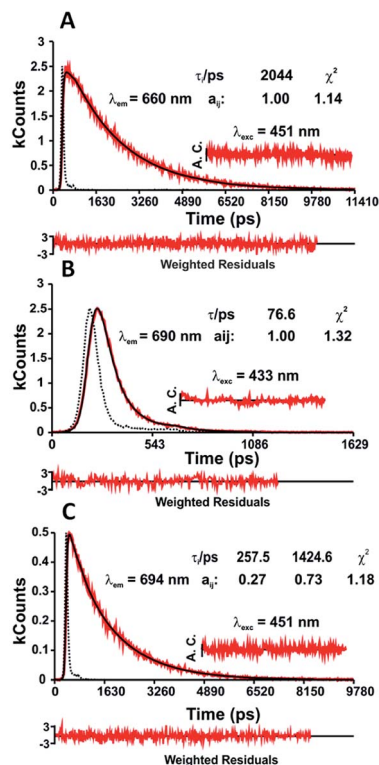 A
3
2.5
2
1.5
1
0.5
0
kCounts
τi/ps 2044 χ²
λem = 660 nm aij: 1.00 1.14
λexc = 451 nm
A. C.
1630 3260 4890 6520 8150 9780 11410
Time (ps)
3
-3
Weighted Residuals
B
3
2.5
2
1.5
1
0.5
0
kCounts
τ/ps 76.6 χ²
λem = 690 nm aij: 1.00 1.32
λexc = 433 nm
A. C.
543 1086 1629
Time (ps)
3
-3
Weighted Residuals
C
0.5
0.4
0.3
0.2
0.1
0
kCounts
τi/ps 257.5 1424.6 χ²
λem = 694 nm aij: 0.27 0.73 1.18
λexc = 451 nm
A. C.
1630 3260 4890 6520 8150 9780
Time (ps)
3
-3
Weighted Residuals